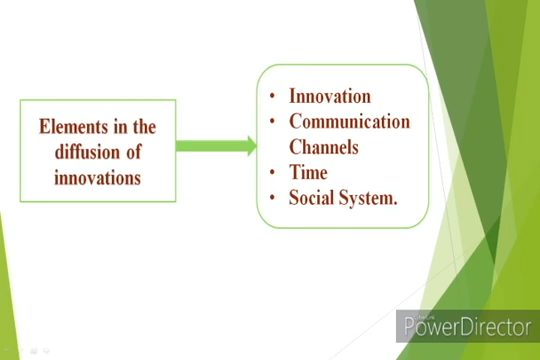 Elements in the
diffusion of
innovations
• Innovation
• Communication
Channels
• Time
• Social System.
PowerDirector